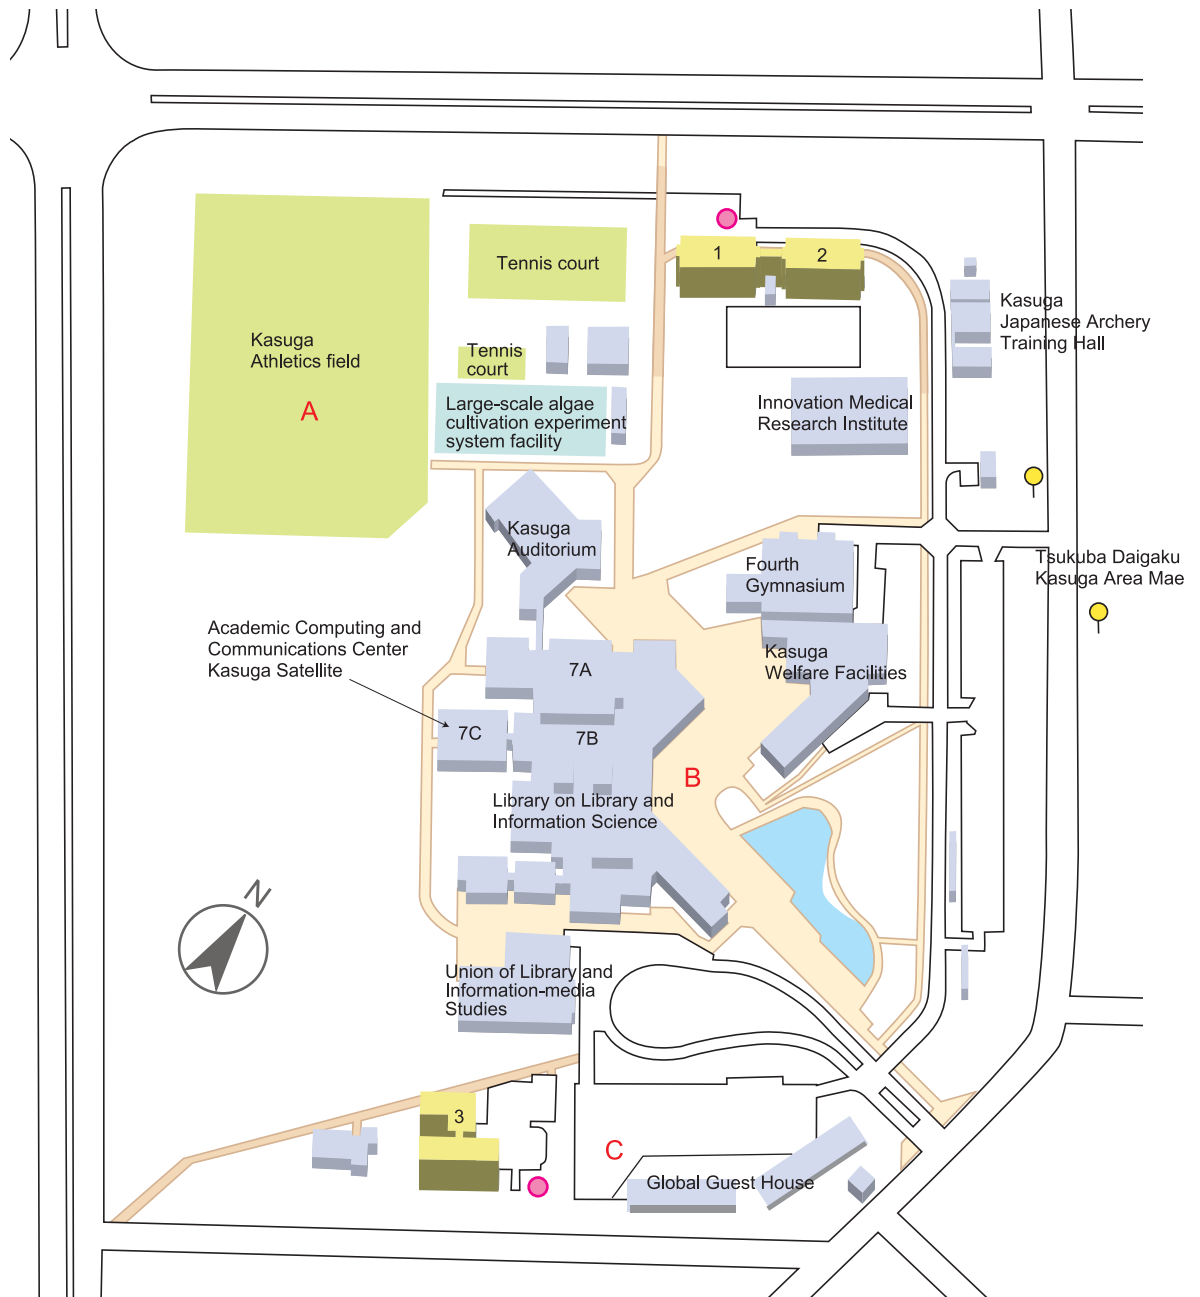 1
2
Tennis court
Kasuga
Athletics field
A
Kasuga
Japanese Archery
Training Hall
Tennis
court
Large-scale algae
cultivation experiment
system facility
Innovation Medical
Research Institute
Kasuga
Auditorium
Fourth
Gymnasium
Tsukuba Daigaku
Kasuga Area Mae
Academic Computing and
Communications Center
Kasuga Satellite
7A
Kasuga
Welfare Facilities
7C
7B
B
Library on Library and
Information Science
N
Union of Library and
Information-media
Studies
3
C
Global Guest House